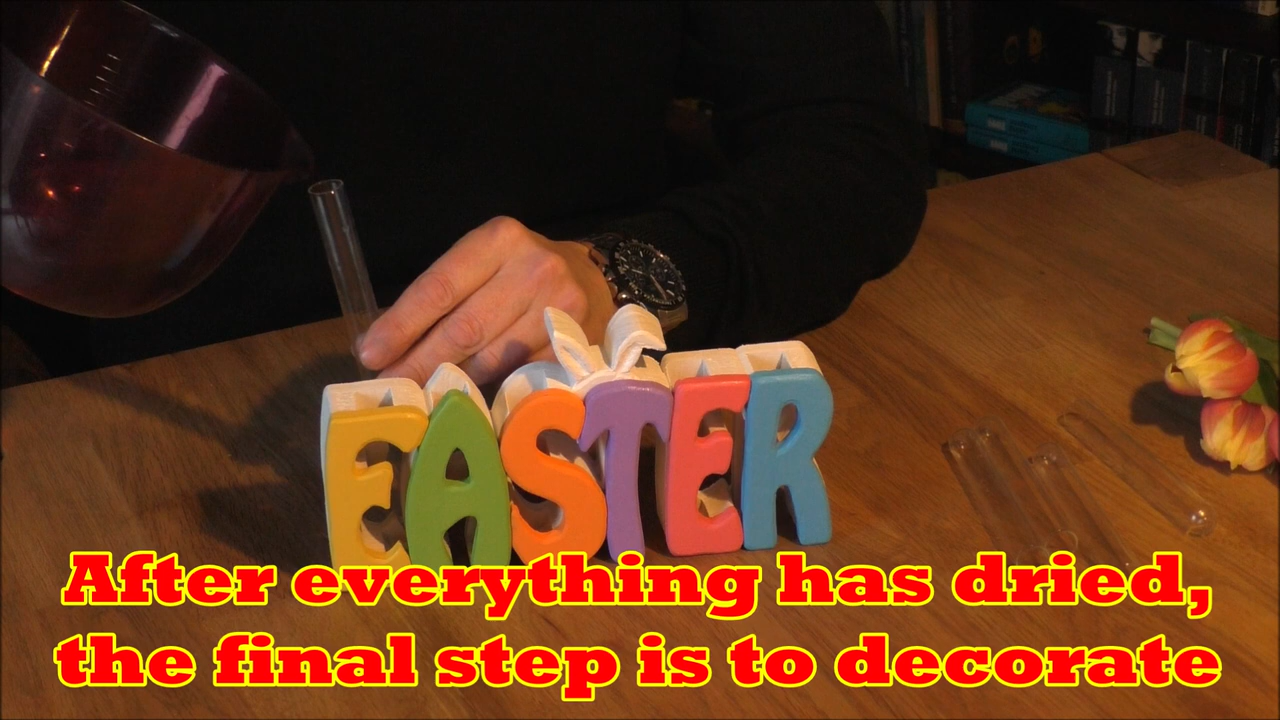 EASTER
After everything has dried,
the final step is to decorate